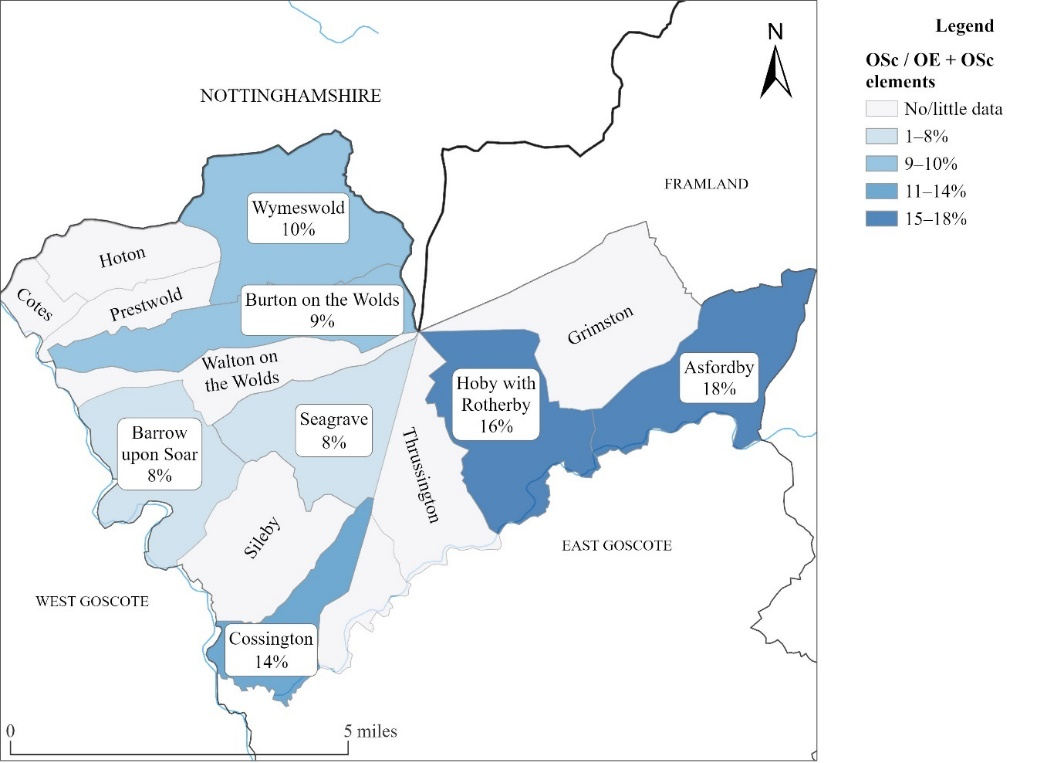 Legend
N
OSc / OE + OSc
elements
NOTTINGHAMSHIRE
No/little data
1–8%
9–10%
11–14%
15–18%
FRAMLAND
Wymeswold
10%
Hoton
Cotes
Prestwold
Burton on the Wolds
9%
Grimston
Walton on
the Wolds
Asfordby
18%
Hoby with
Rotherby
16%
Seagrave
8%
Barrow
upon Soar
8%
Thrussington
Sileby
EAST GOSCOTE
WEST GOSCOTE
Cossington
14%
0
5 miles